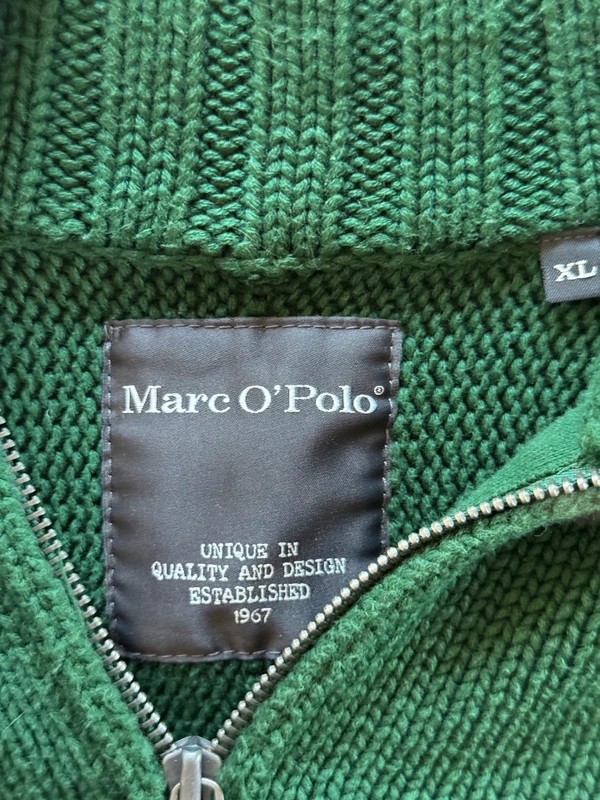 XL
Marc O'Polo®
UNIQUE IN
QUALITY AND DESIGN
ESTABLISHED
1967